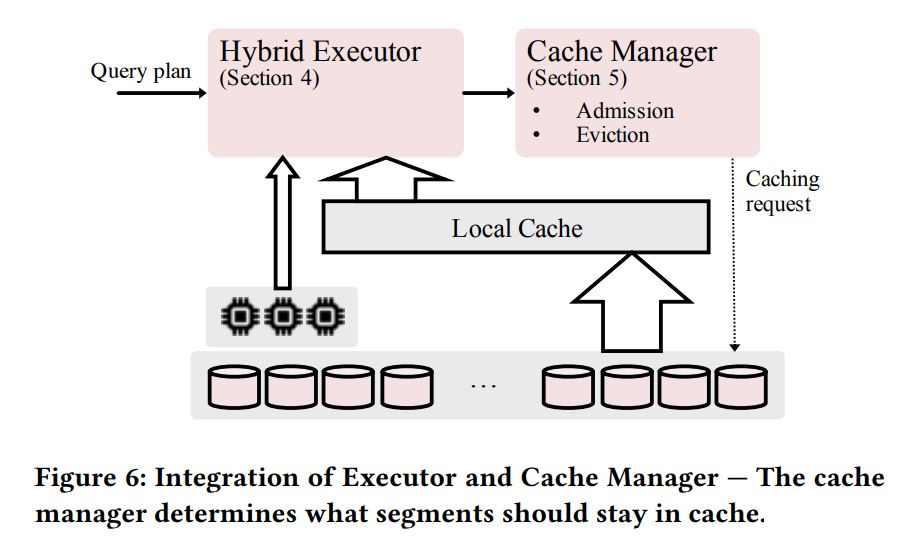 Query plan
Hybrid Executor
(Section 4)
Cache Manager
(Section 5)
• Admission
• Eviction
Caching
request
Local Cache
...
Figure 6: Integration of Executor and Cache Manager — The cache
manager determines what segments should stay in cache.